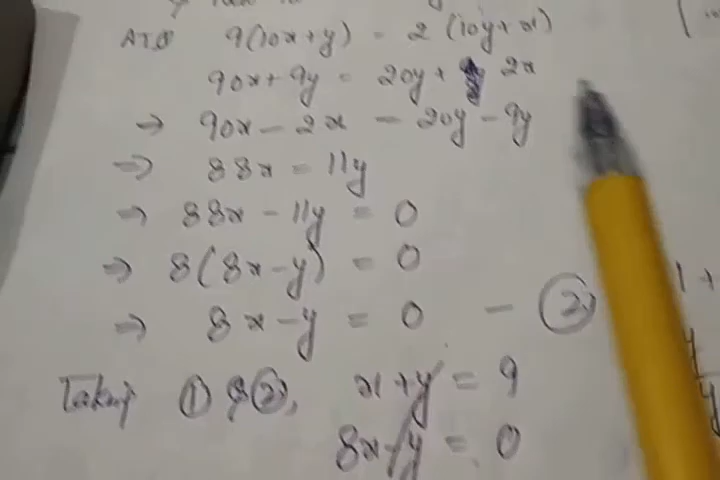 ATQ 9(10x+y) = 2(10y+x)
90x+9y = 20y+ 2x
⇒ 90x-2x - 20y-9y
⇒ 88x = 11y
⇒ 88x-11y = 0
⇒ 8(8x-y) = 0
⇒ 8x-y = 0 - ②
Taking ① & ②, x+y = 9
8x-y = 0